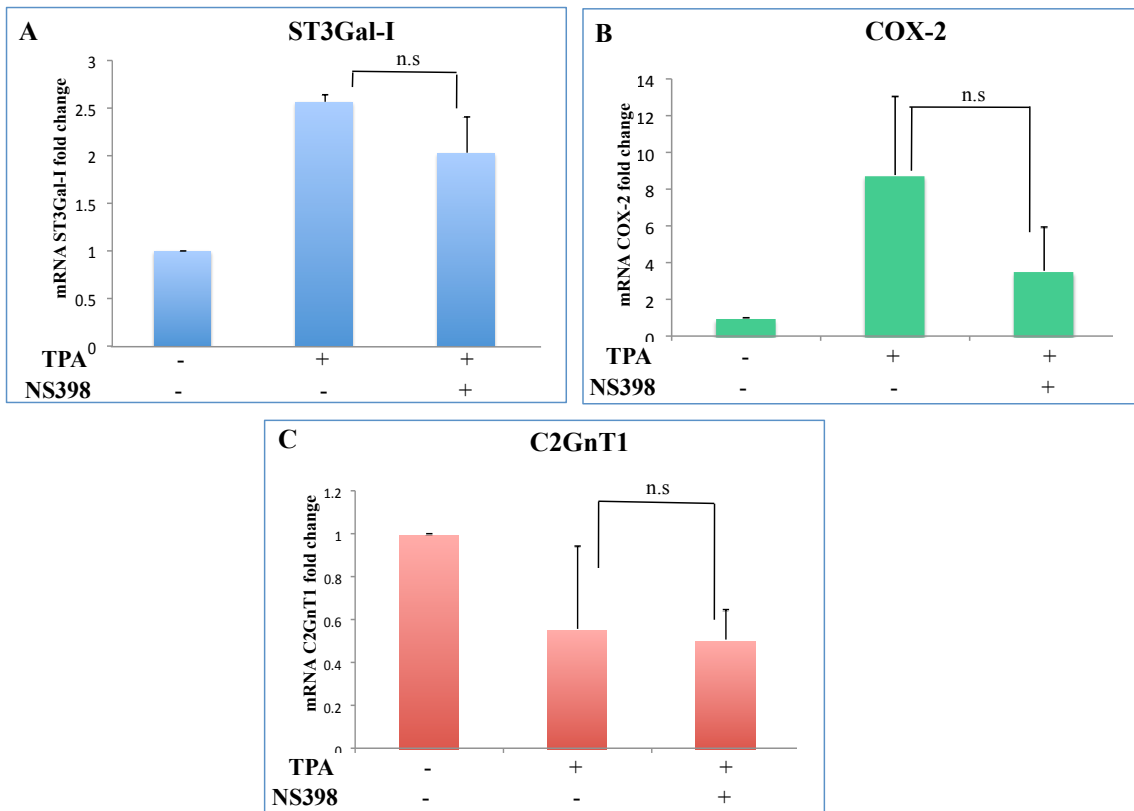 A
ST3Gal-I
n.s
mRNA ST3Gal-I fold change
3
2.5
2
1.5
1
0.5
0
TPA - + +
NS398 - - +
B
COX-2
n.s
mRNA COX-2 fold change
14
12
10
8
6
4
2
0
TPA - + +
NS398 - - +
C
C2GnT1
n.s
mRNA C2GnT1 fold change
1.2
1
0.8
0.6
0.4
0.2
0
TPA - + +
NS398 - - +